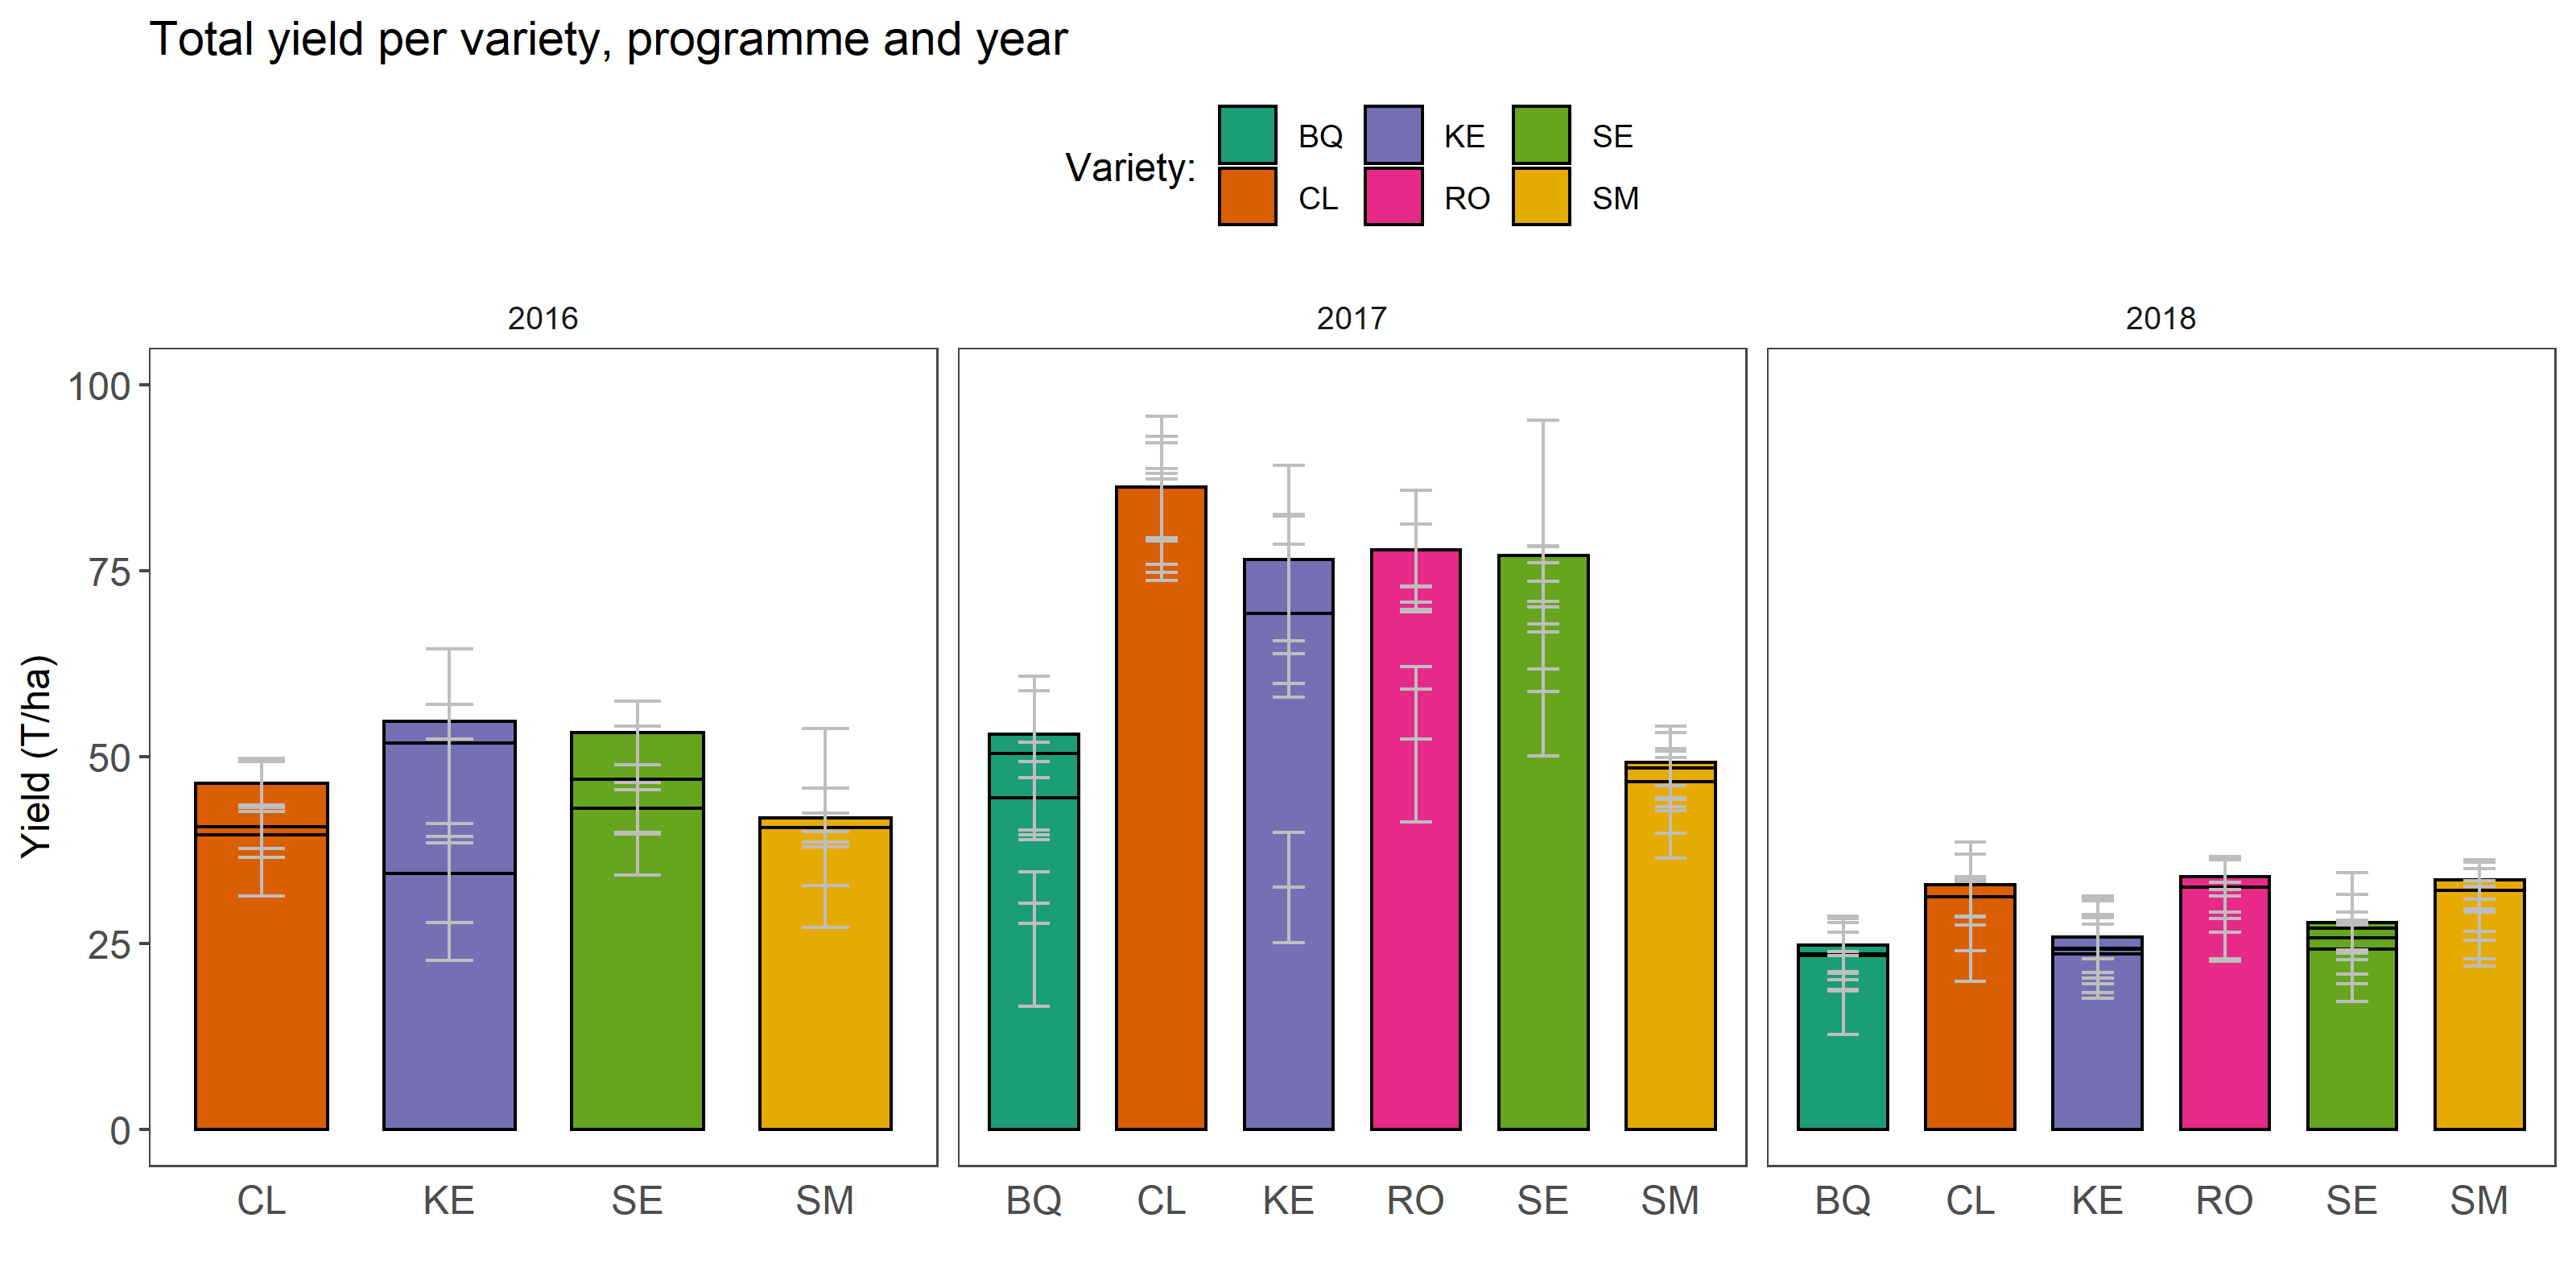 Total yield per variety, programme and year
Variety:
BQ KE SE
CL RO SM
2016 2017 2018
Yield (T/ha)
100
75
50
25
0
CL KE SE SM BQ CL KE RO SE SM BQ CL KE RO SE SM